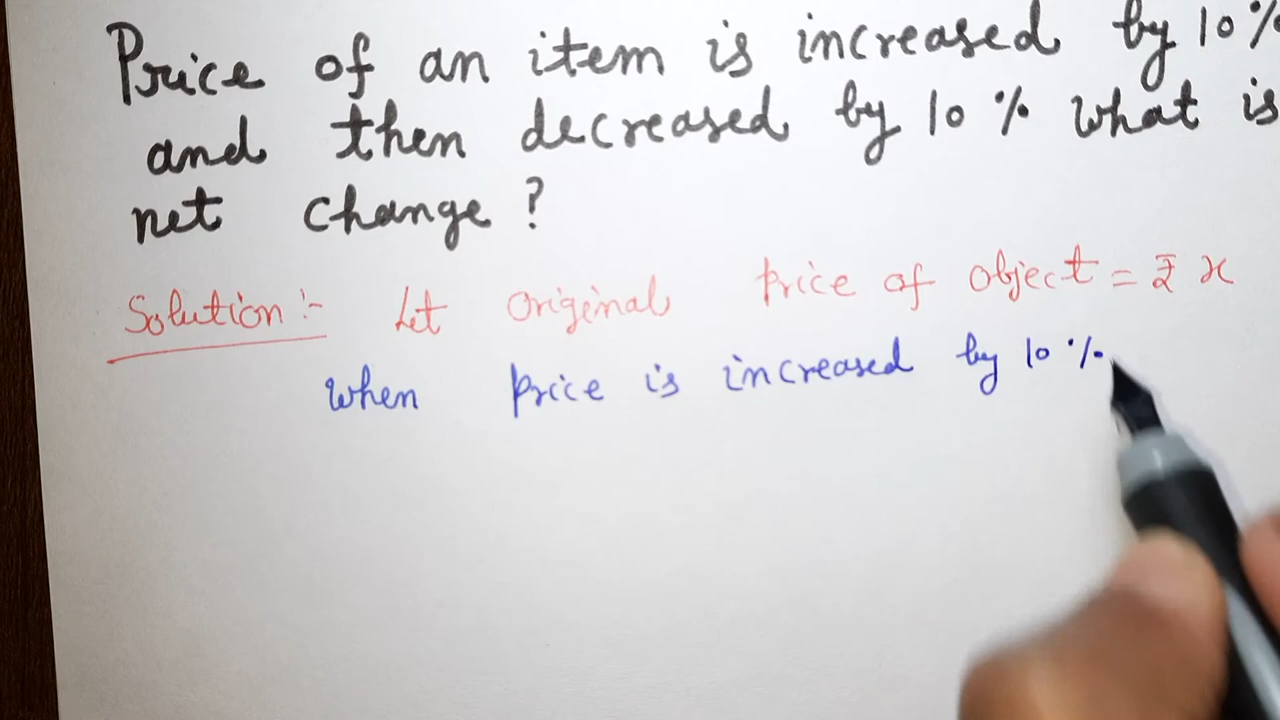 Price of an item is increased by 10%
and then decreased by 10 % what is
net change ?
Solution :- Let original price of object = ₹ x
when price is increased by 10 %